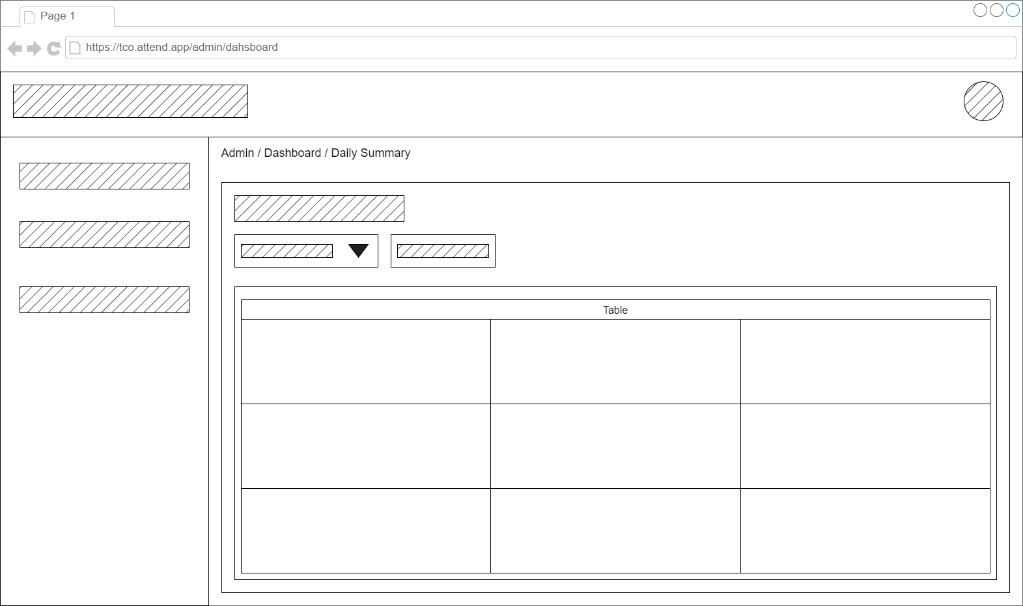 Page 1
https://tco.attend.app/admin/dahsboard
Admin / Dashboard / Daily Summary
Table